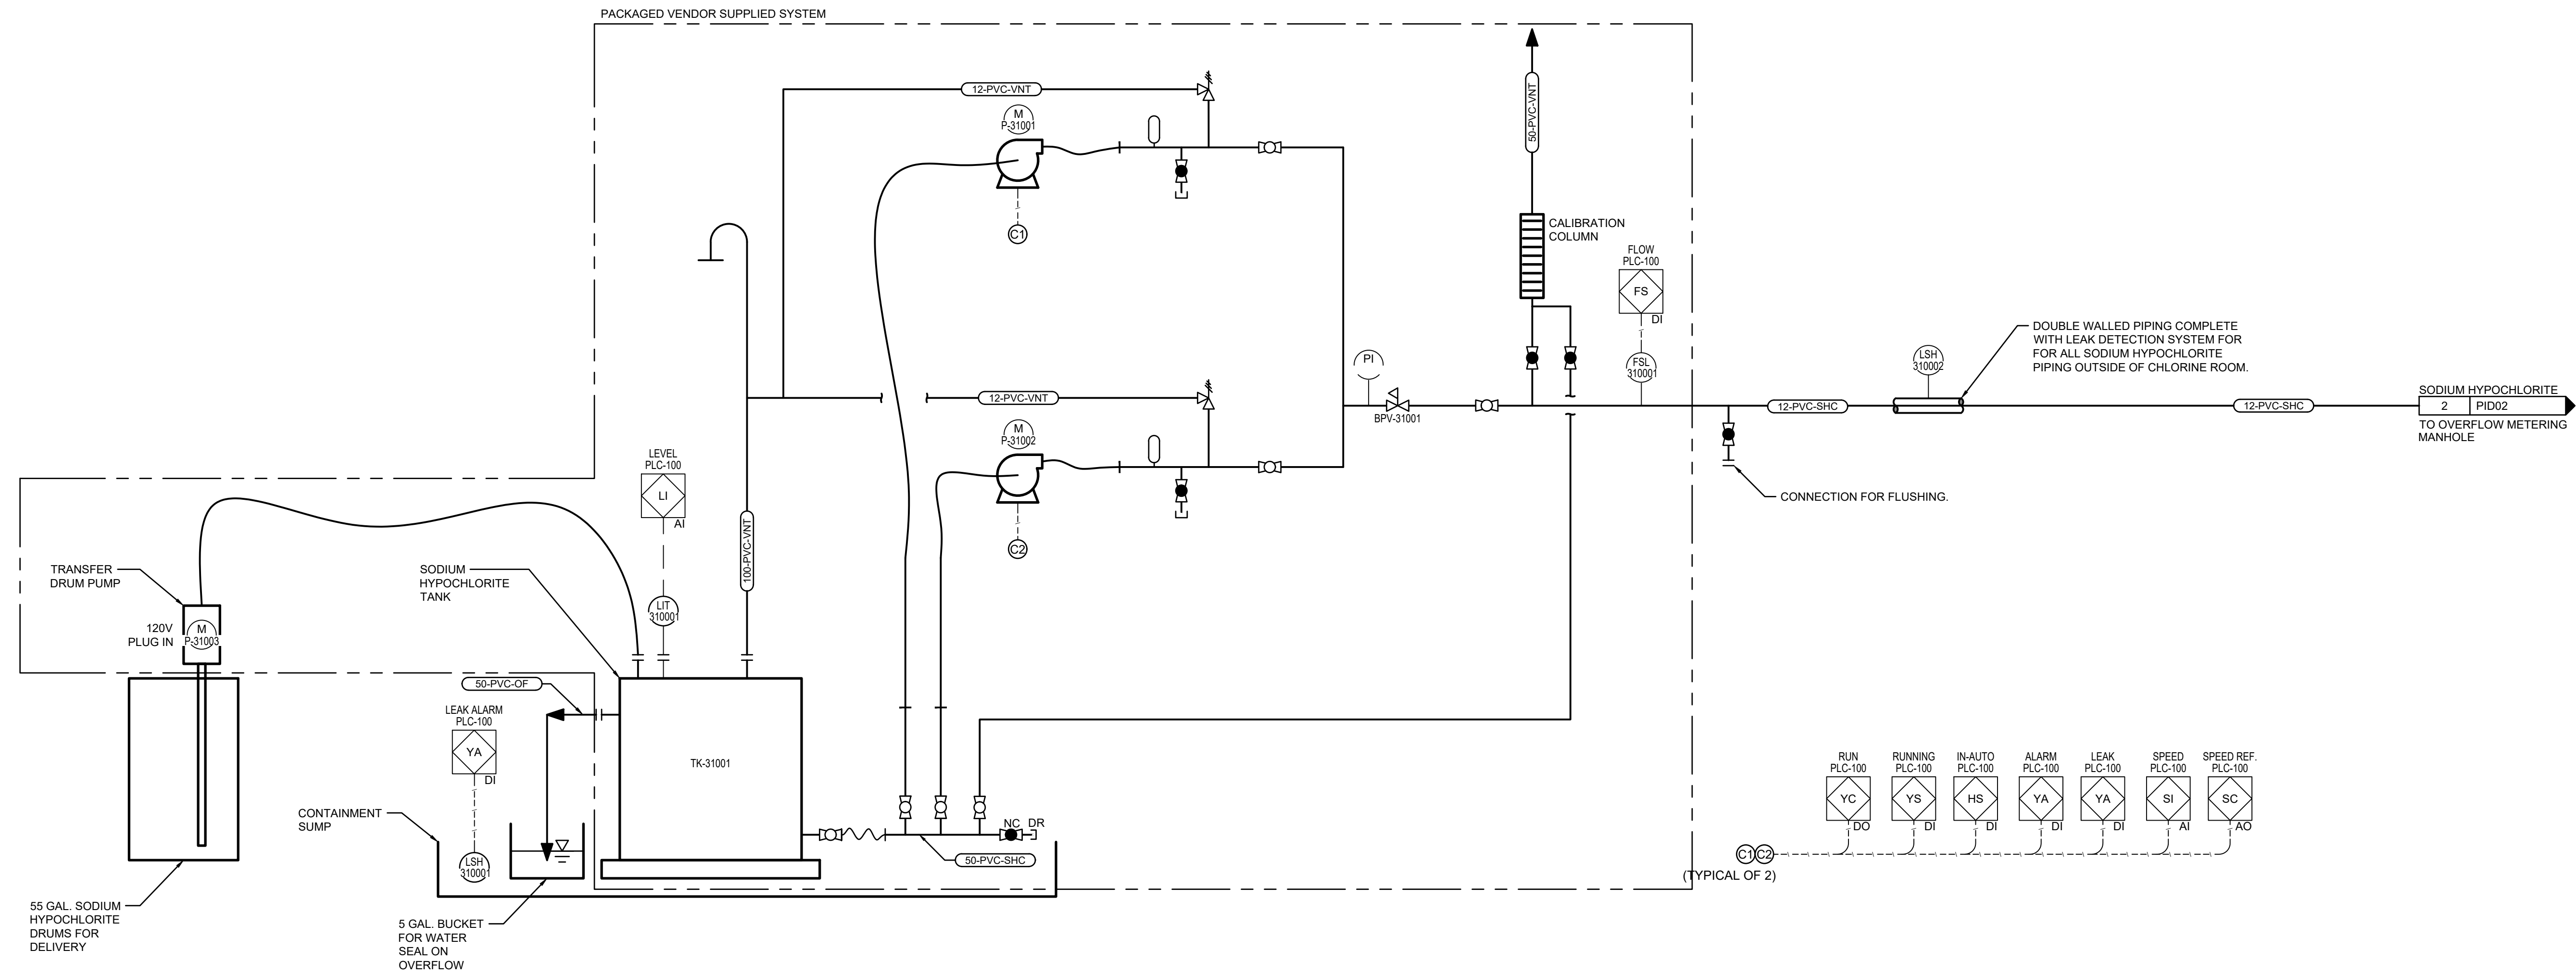 PACKAGED VENDOR SUPPLIED SYSTEM
12-PVC-VNT
M
P-31001
C1
50-PVC-VNT
CALIBRATION
COLUMN
FLOW
PLC-100
FS
DI
FSL
310001
PI
BPV-31001
12-PVC-VNT
M
P-31002
C2
LEVEL
PLC-100
LI
AI
LIT
310001
100-PVC-VNT
SODIUM
HYPOCHLORITE
TANK
TRANSFER
DRUM PUMP
120V
PLUG IN
M
P-31003
50-PVC-OF
LEAK ALARM
PLC-100
YA
DI
LSH
310001
TK-31001
CONTAINMENT
SUMP
NC
DR
50-PVC-SHC
55 GAL. SODIUM
HYPOCHLORITE
DRUMS FOR
DELIVERY
5 GAL. BUCKET
FOR WATER
SEAL ON
OVERFLOW
12-PVC-SHC
LSH
310002
DOUBLE WALLED PIPING COMPLETE
WITH LEAK DETECTION SYSTEM FOR
FOR ALL SODIUM HYPOCHLORITE
PIPING OUTSIDE OF CHLORINE ROOM.
12-PVC-SHC
SODIUM HYPOCHLORITE
2 PID02
TO OVERFLOW METERING
MANHOLE
CONNECTION FOR FLUSHING.
RUN
PLC-100
YC
DO
RUNNING
PLC-100
YS
DI
IN-AUTO
PLC-100
HS
DI
ALARM
PLC-100
YA
DI
LEAK
PLC-100
YA
DI
SPEED
PLC-100
SI
AI
SPEED REF.
PLC-100
SC
AO
C1 C2
(TYPICAL OF 2)